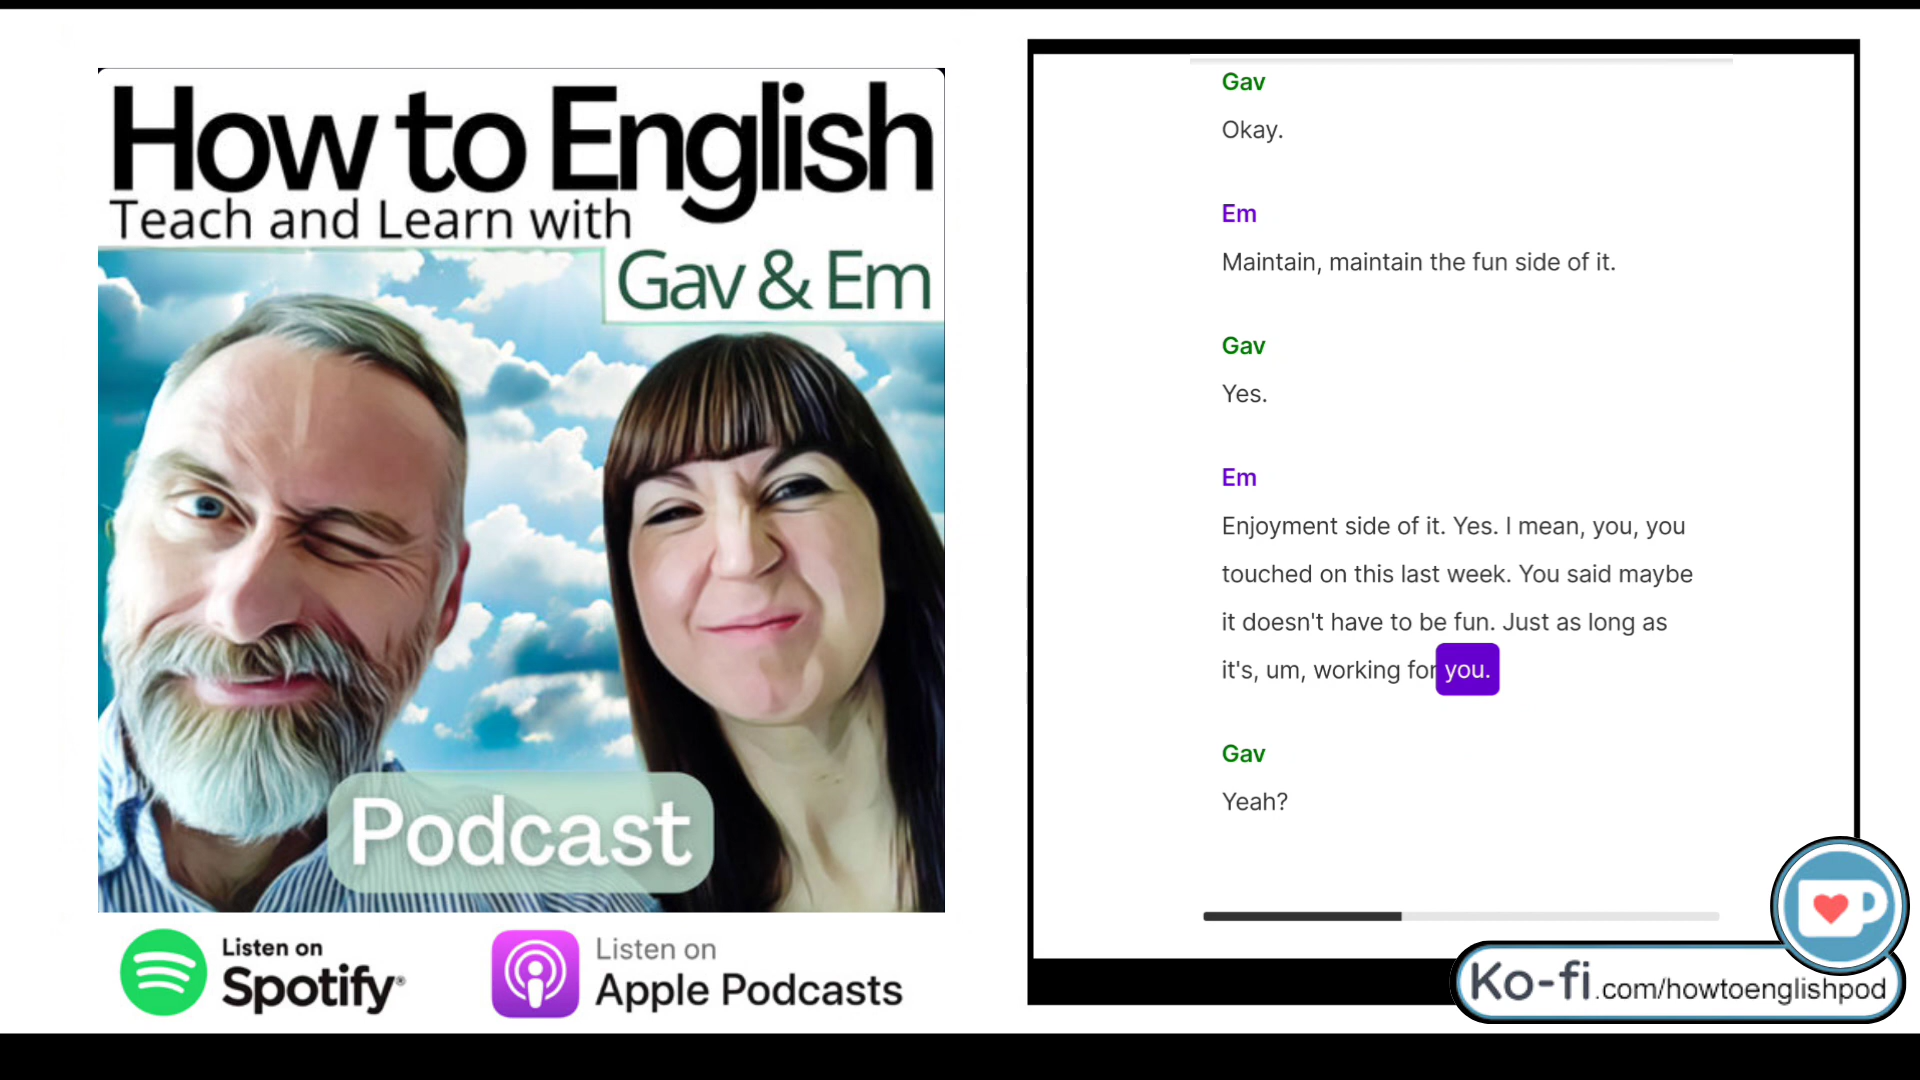 How to English
Teach and Learn with
Gav & Em
Podcast
Listen on
Spotify®
Listen on
Apple Podcasts
Gav
Okay.
Em
Maintain, maintain the fun side of it.
Gav
Yes.
Em
Enjoyment side of it. Yes. I mean, you, you
touched on this last week. You said maybe
it doesn't have to be fun. Just as long as
it's, um, working for you.
Gav
Yeah?
Ko-fi.com/howtoenglishpod